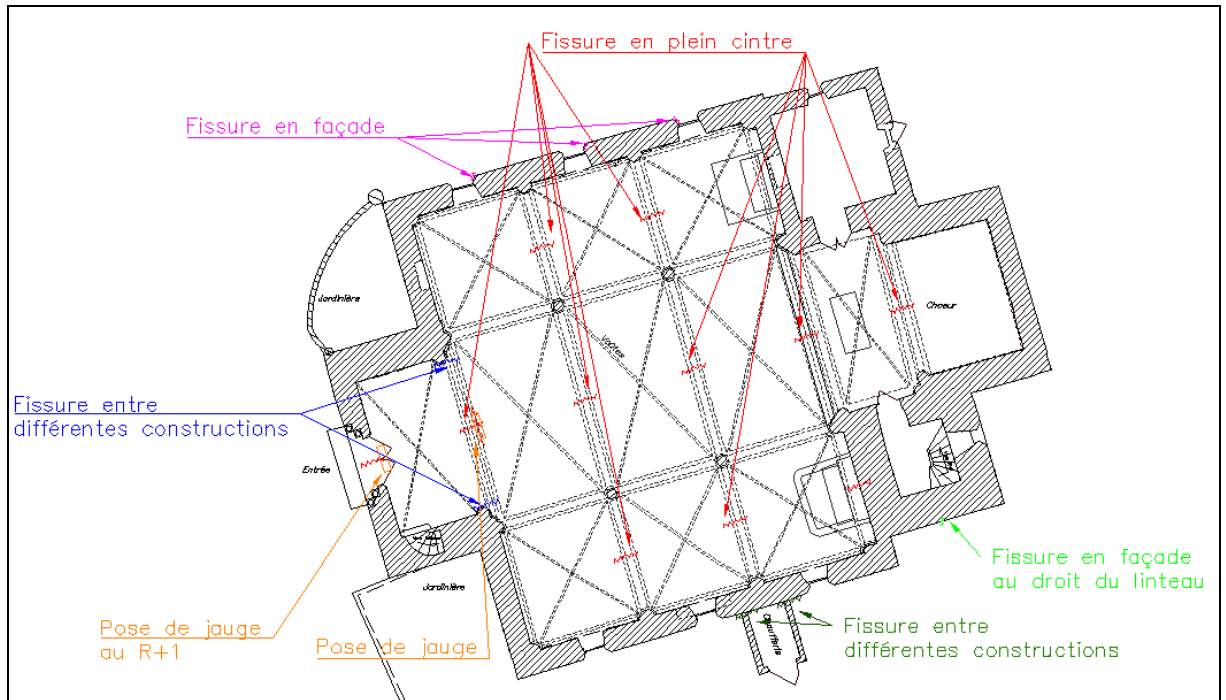 Fissure en plein cintre
Fissure en façade
Jardinière
Choeur
Voûtes
Fissure entre
différentes constructions
Entrée
Jardinière
Fissure en façade
au droit du linteau
Pose de jauge
au R+1
Pose de jauge
Chaufferie
Fissure entre
différentes constructions